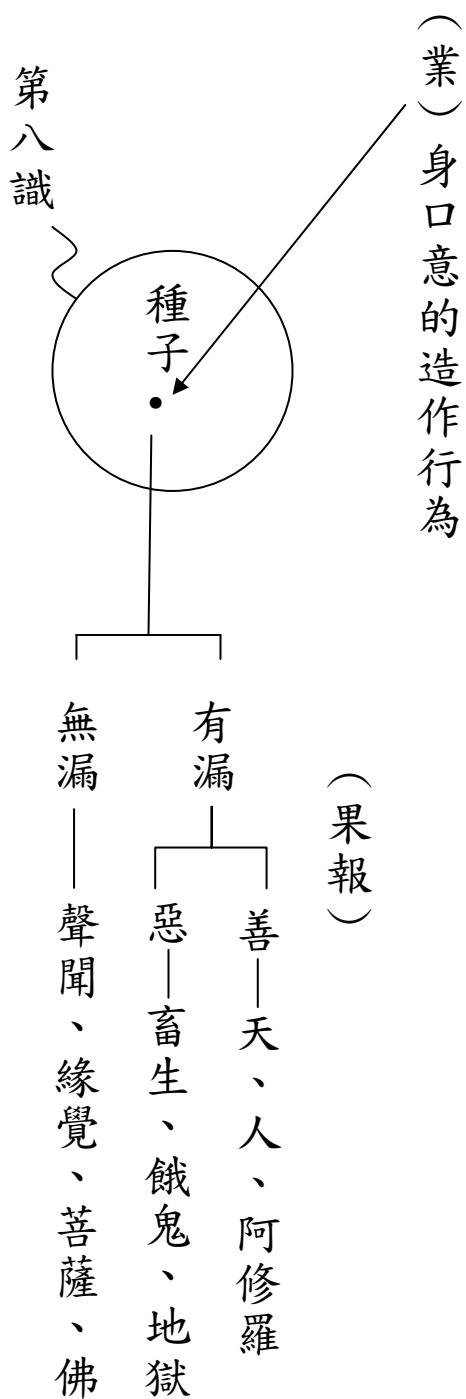 （業）身口意的造作行為
第八識
種子
（果報）
有漏
善—天、人、阿修羅
惡—畜生、餓鬼、地獄
無漏——聲聞、緣覺、菩薩、佛